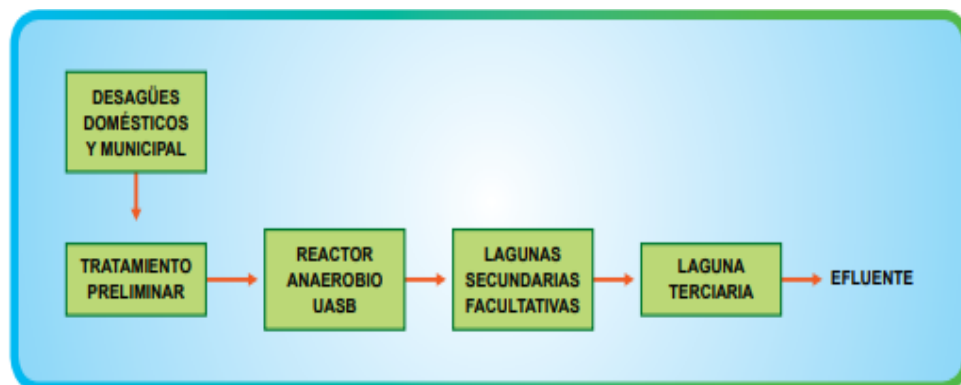 DESAGÜES
DOMÉSTICOS
Y MUNICIPAL
TRATAMIENTO
PRELIMINAR
REACTOR
ANAEROBIO
UASB
LAGUNAS
SECUNDARIAS
FACULTATIVAS
LAGUNA
TERCIARIA
EFLUENTE